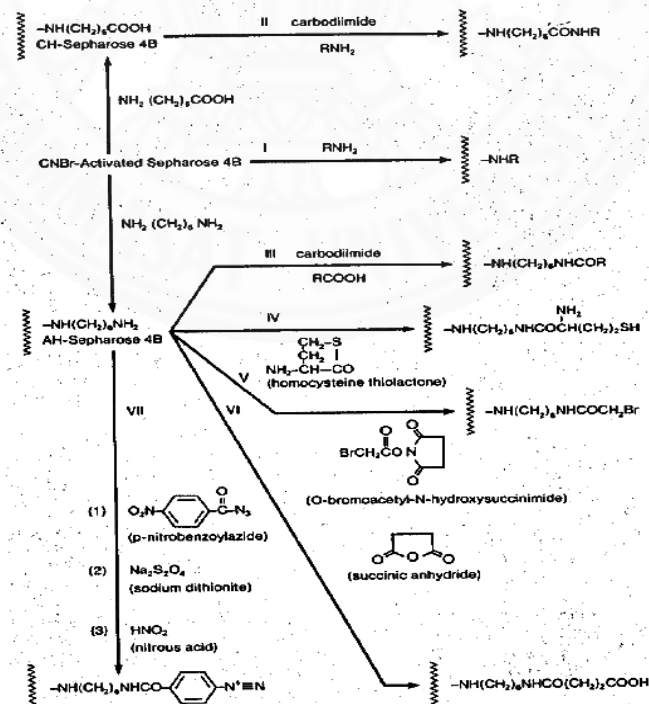 –NH(CH₂)₅COOH
CH-Sepharose 4B
II carbodiimide
RNH₂
–NH(CH₂)₅CONHR
NH₂ (CH₂)₅COOH
CNBr-Activated Sepharose 4B
I RNH₂
–NHR
NH₂ (CH₂)₆ NH₂
III carbodiimide
RCOOH
–NH(CH₂)₆NHCOR
–NH(CH₂)₆NH₂
AH-Sepharose 4B
IV
NH₂
–NH(CH₂)₆NHCOCH(CH₂)₂SH
CH₂–S
CH₂
NH₂–CH–CO
(homocysteine thiolactone)
V
–NH(CH₂)₆NHCOCH₂Br
VII
VI
O O
BrCH₂CO–N
O
(O-bromoacetyl-N-hydroxysuccinimide)
(1) O₂N C N₃
O
(p-nitrobenzoylazide)
O O O
(succinic anhydride)
(2) Na₂S₂O₄
(sodium dithionite)
(3) HNO₂
(nitrous acid)
–NH(CH₂)₆NHCO N⁺≡N
–NH(CH₂)₆NHCO(CH₂)₂COOH